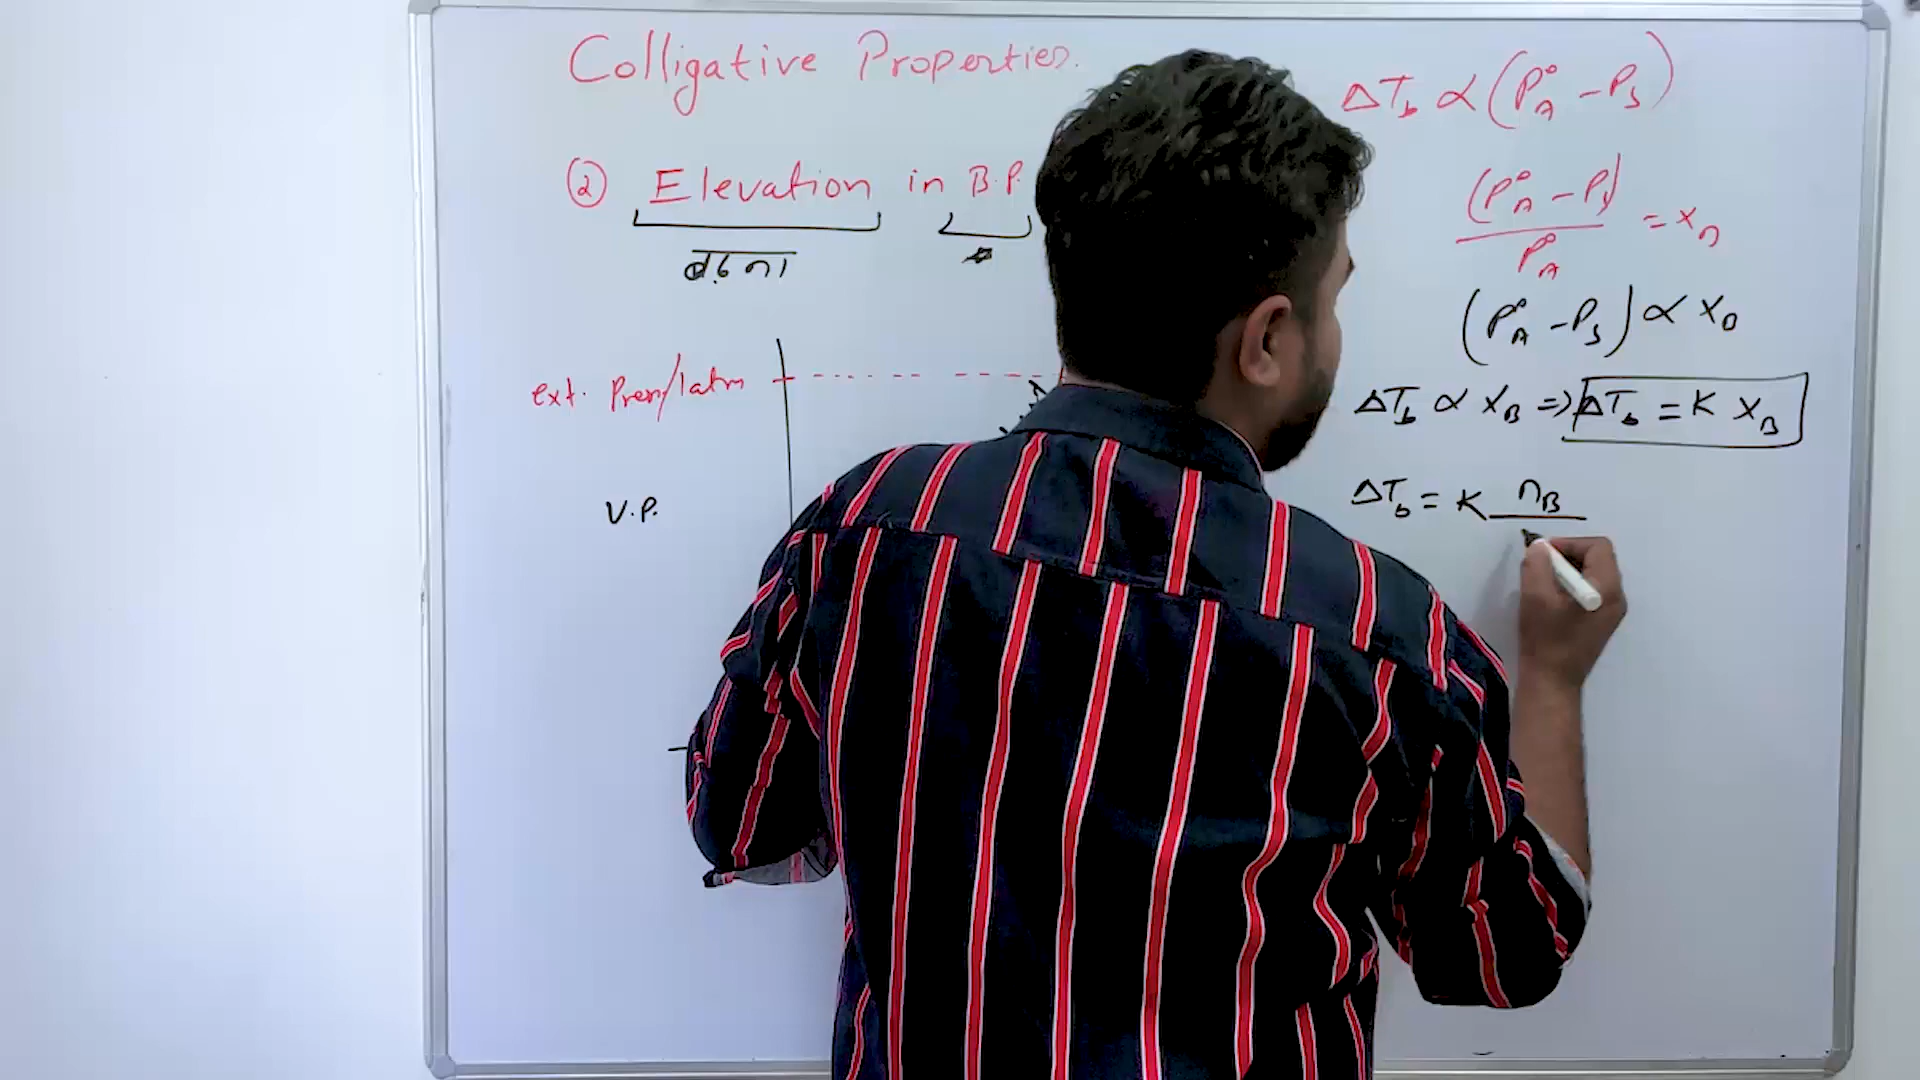 Colligative Properties.
② Elevation in B.P.
बढ़ना
ext. Press/1atm
V.P.
ΔT_b ∝ (P°_A - P_s)
(P°_A - P_s) / P°_A = x_B
(P°_A - P_s) ∝ x_B
ΔT_b ∝ x_B => ΔT_b = K x_B
ΔT_b = K n_B